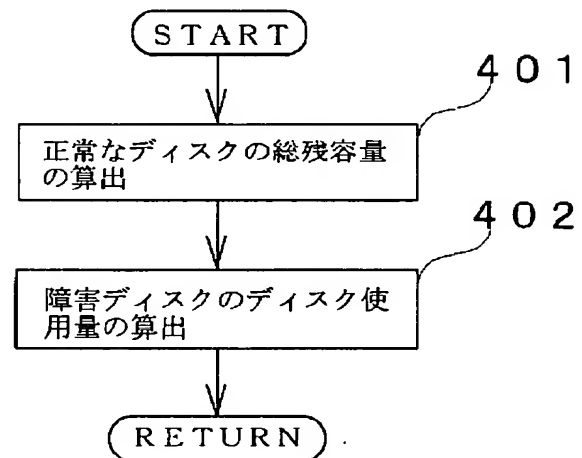 START
401
正常なディスクの総残容量
の算出
402
障害ディスクのディスク使
用量の算出
RETURN